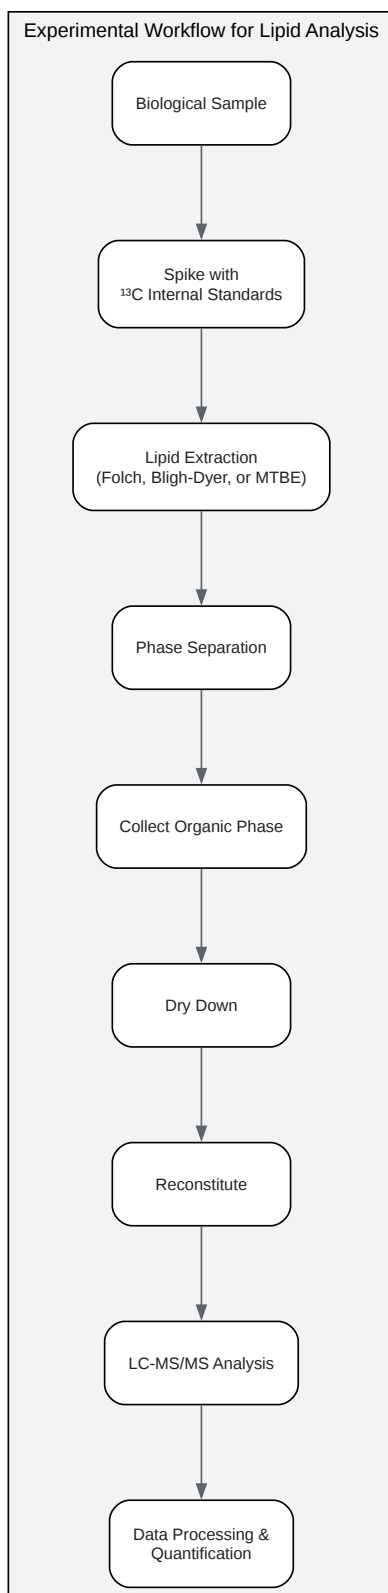 Experimental Workflow for Lipid Analysis
Biological Sample
Spike with
¹³C Internal Standards
Lipid Extraction
(Folch, Bligh-Dyer, or MTBE)
Phase Separation
Collect Organic Phase
Dry Down
Reconstitute
LC-MS/MS Analysis
Data Processing &
Quantification